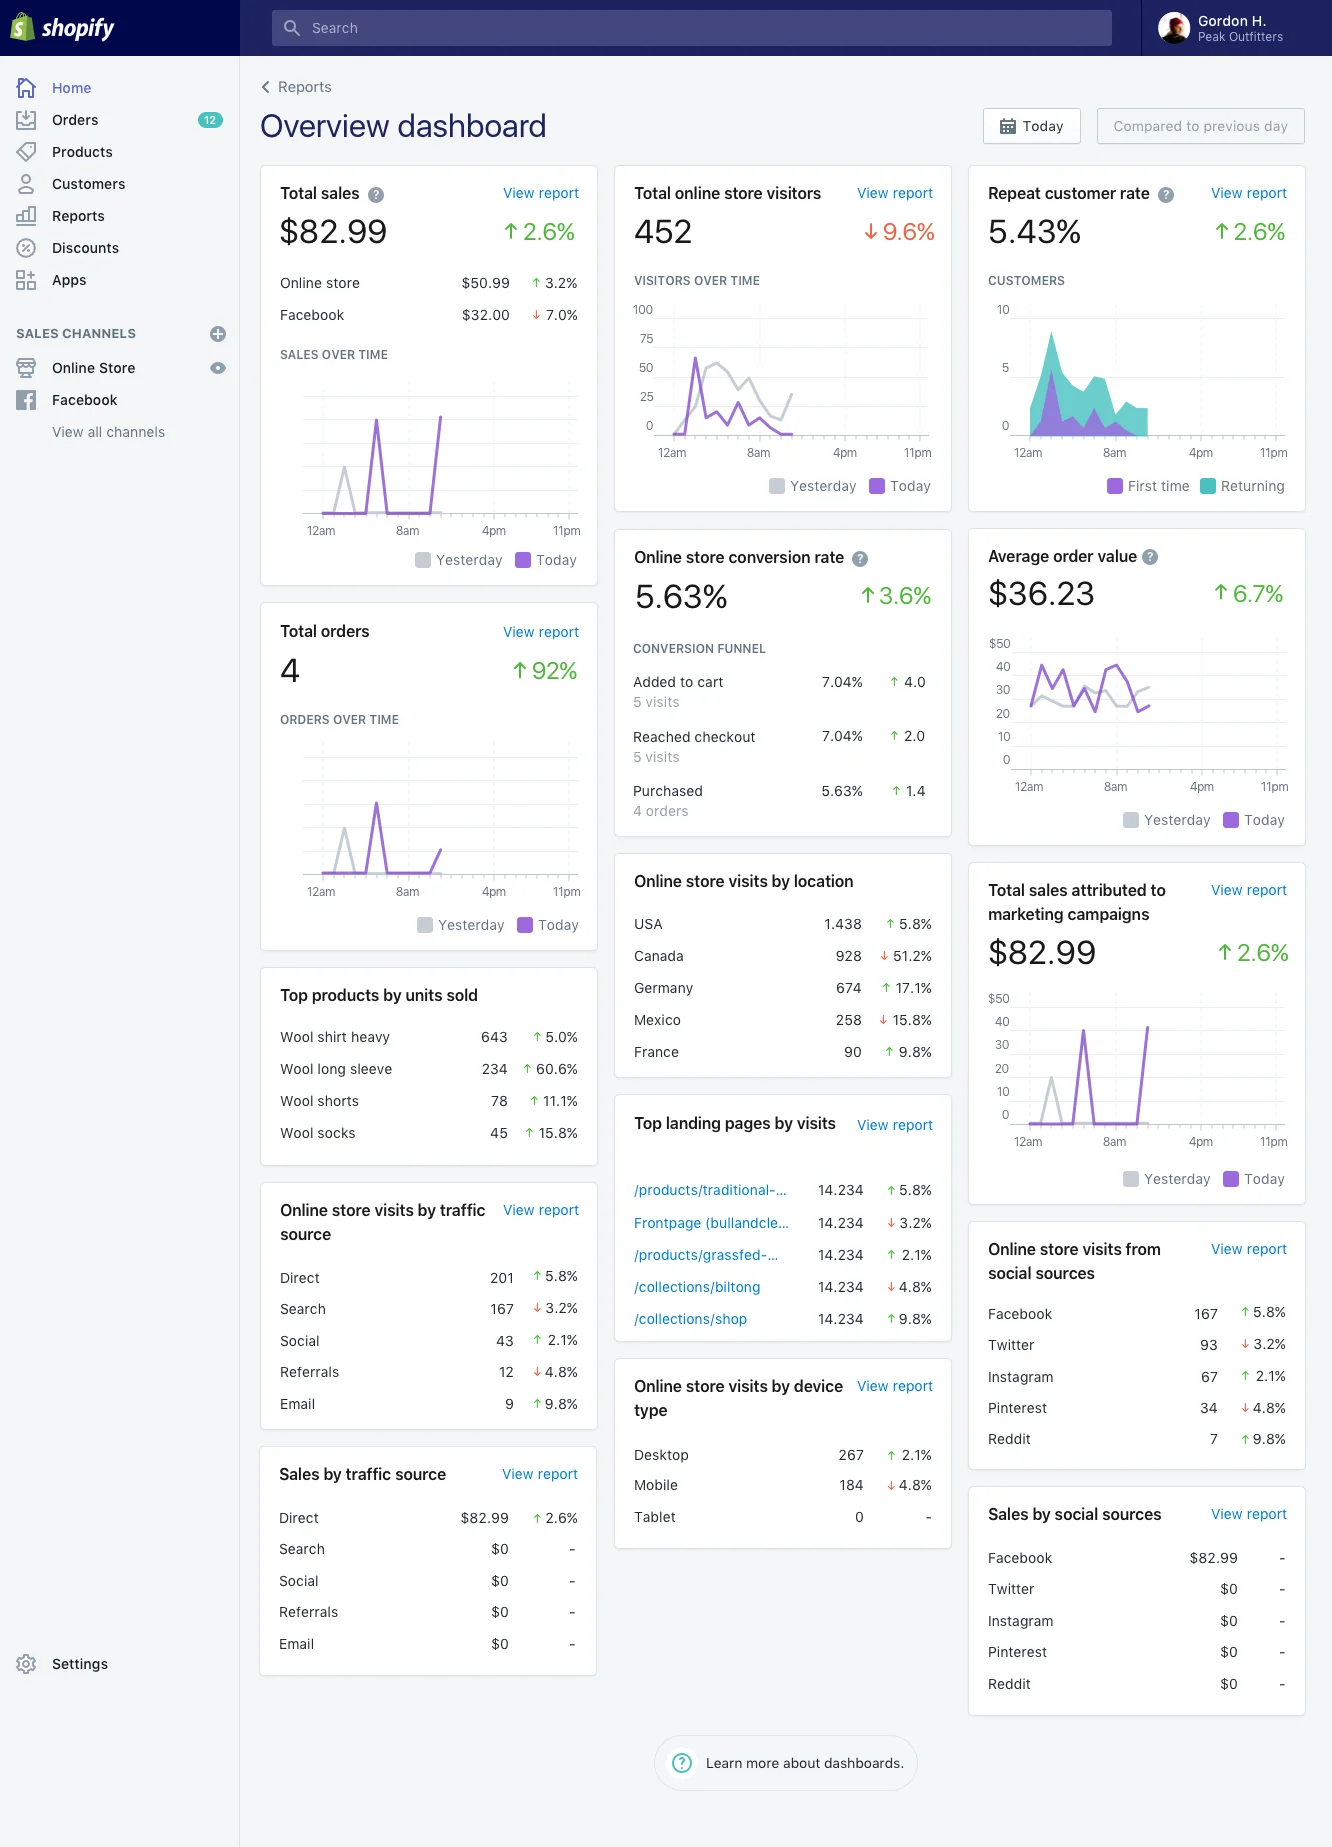 shopify
Search
Gordon H.
Peak Outfitters
Home
Orders 12
Products
Customers
Reports
Discounts
Apps
SALES CHANNELS
Online Store
Facebook
View all channels
Settings
Reports
Overview dashboard
Today
Compared to previous day
Total sales ? View report
$82.99 ↑ 2.6%
Online store $50.99 ↑ 3.2%
Facebook $32.00 ↓ 7.0%
SALES OVER TIME
12am 8am 4pm 11pm
Yesterday Today
Total orders View report
4 ↑ 92%
ORDERS OVER TIME
12am 8am 4pm 11pm
Yesterday Today
Top products by units sold
Wool shirt heavy 643 ↑ 5.0%
Wool long sleeve 234 ↑ 60.6%
Wool shorts 78 ↑ 11.1%
Wool socks 45 ↑ 15.8%
Online store visits by traffic View report
source
Direct 201 ↑ 5.8%
Search 167 ↓ 3.2%
Social 43 ↑ 2.1%
Referrals 12 ↓ 4.8%
Email 9 ↑ 9.8%
Sales by traffic source View report
Direct $82.99 ↑ 2.6%
Search $0 -
Social $0 -
Referrals $0 -
Email $0 -
Total online store visitors View report
452 ↓ 9.6%
VISITORS OVER TIME
100
75
50
25
0
12am 8am 4pm 11pm
Yesterday Today
Online store conversion rate ?
5.63% ↑ 3.6%
CONVERSION FUNNEL
Added to cart 7.04% ↑ 4.0
5 visits
Reached checkout 7.04% ↑ 2.0
5 visits
Purchased 5.63% ↑ 1.4
4 orders
Online store visits by location
USA 1.438 ↑ 5.8%
Canada 928 ↓ 51.2%
Germany 674 ↑ 17.1%
Mexico 258 ↓ 15.8%
France 90 ↑ 9.8%
Top landing pages by visits View report
/products/traditional-... 14.234 ↑ 5.8%
Frontpage (bullandcle... 14.234 ↓ 3.2%
/products/grassfed-... 14.234 ↑ 2.1%
/collections/biltong 14.234 ↓ 4.8%
/collections/shop 14.234 ↑ 9.8%
Online store visits by device View report
type
Desktop 267 ↑ 2.1%
Mobile 184 ↓ 4.8%
Tablet 0 -
Repeat customer rate ? View report
5.43% ↑ 2.6%
CUSTOMERS
10
5
0
12am 8am 4pm 11pm
First time Returning
Average order value ?
$36.23 ↑ 6.7%
$50
40
30
20
10
0
12am 8am 4pm 11pm
Yesterday Today
Total sales attributed to View report
marketing campaigns
$82.99 ↑ 2.6%
$50
40
30
20
10
0
12am 8am 4pm 11pm
Yesterday Today
Online store visits from View report
social sources
Facebook 167 ↑ 5.8%
Twitter 93 ↓ 3.2%
Instagram 67 ↑ 2.1%
Pinterest 34 ↓ 4.8%
Reddit 7 ↑ 9.8%
Sales by social sources View report
Facebook $82.99 -
Twitter $0 -
Instagram $0 -
Pinterest $0 -
Reddit $0 -
? Learn more about dashboards.